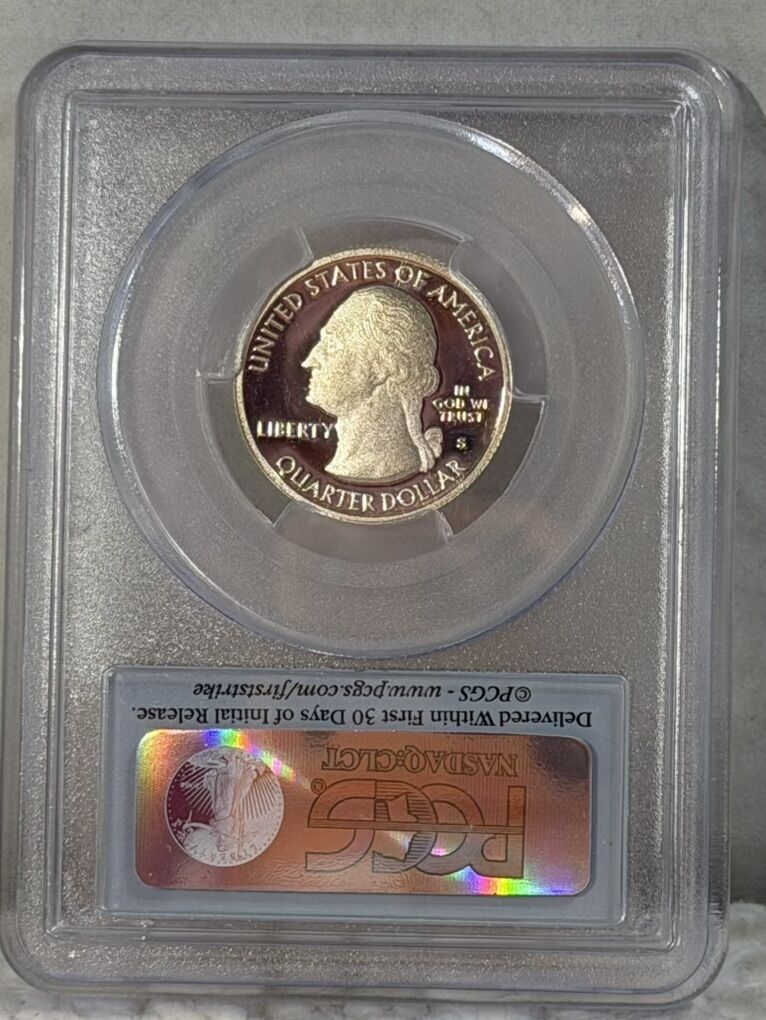 UNITED STATES OF AMERICA
LIBERTY
IN
GOD WE
TRUST
S
QUARTER DOLLAR
Delivered Within First 30 Days of Initial Release.
©PCGS - www.pcgs.com/firststrike
PCGS®
NASDAQ:CLCT
LIBERTY